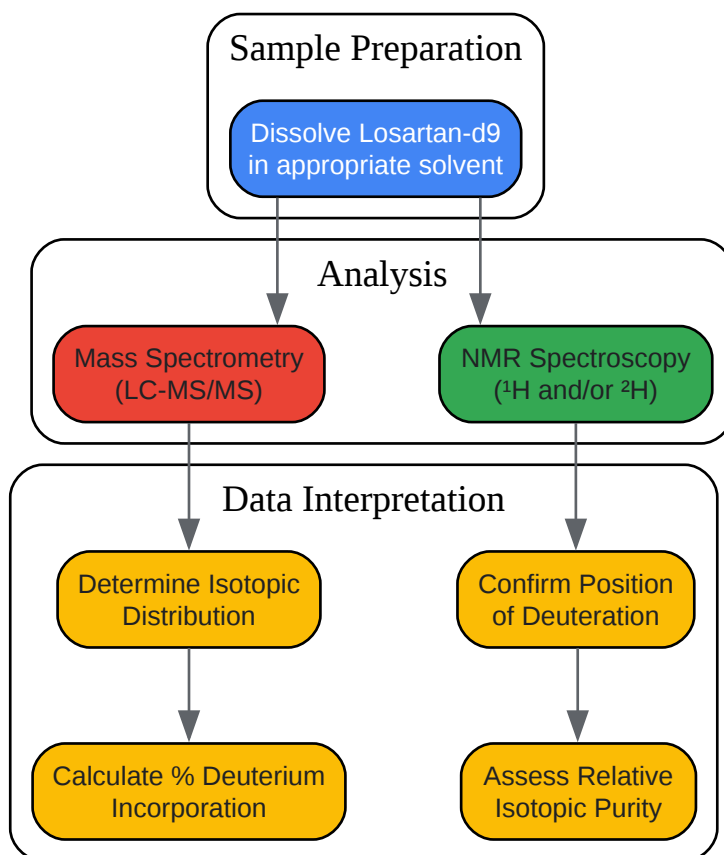 Sample Preparation
Dissolve Losartan-d9
in appropriate solvent
Analysis
Mass Spectrometry
(LC-MS/MS)
NMR Spectroscopy
(¹H and/or ²H)
Data Interpretation
Determine Isotopic
Distribution
Confirm Position
of Deuteration
Calculate % Deuterium
Incorporation
Assess Relative
Isotopic Purity